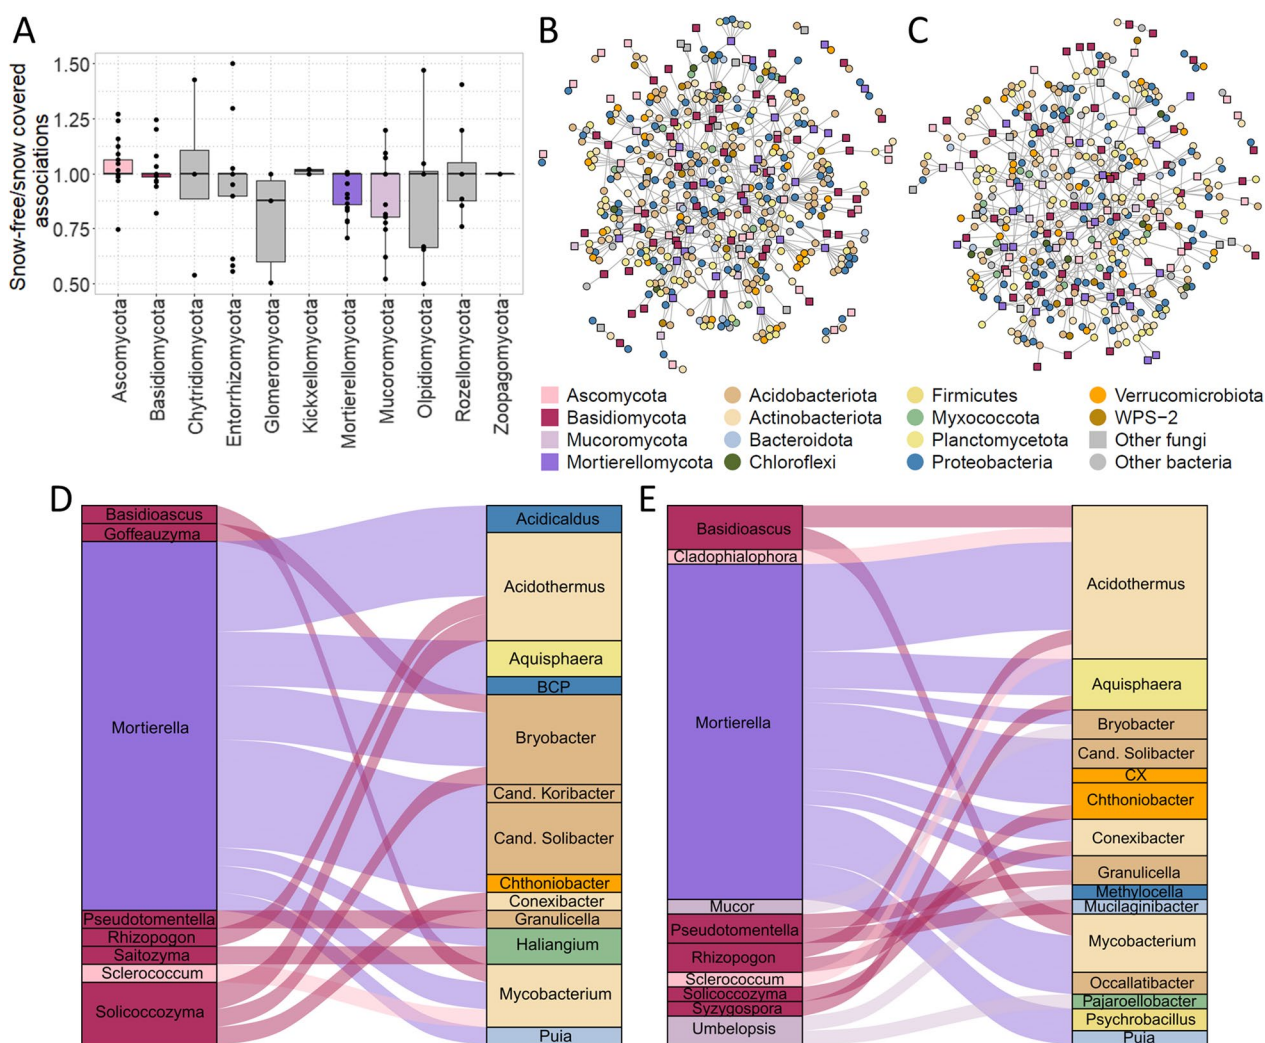 A
B
C
Snow-free/snow covered
associations
1.50
1.25
1.00
0.75
0.50
Ascomycota
Basidiomycota
Chytridiomycota
Entorrhizomycota
Glomeromycota
Kickxellomycota
Mortierellomycota
Mucoromycota
Olpidiomycota
Rozellomycota
Zoopagomycota
Ascomycota
Basidiomycota
Mucoromycota
Mortierellomycota
Acidobacteriota
Actinobacteriota
Bacteroidota
Chloroflexi
Firmicutes
Myxococcota
Planctomycetota
Proteobacteria
Verrucomicrobiota
WPS-2
Other fungi
Other bacteria
D
Basidioascus
Goffeauzyma
Mortierella
Pseudotomentella
Rhizopogon
Saitozyma
Sclerococcum
Solicoccozyma
Acidicaldus
Acidothermus
Aquisphaera
BCP
Bryobacter
Cand. Koribacter
Cand. Solibacter
Chthoniobacter
Conexibacter
Granulicella
Haliangium
Mycobacterium
Puia
E
Basidioascus
Cladophialophora
Mortierella
Mucor
Pseudotomentella
Rhizopogon
Sclerococcum
Solicoccozyma
Syzygospora
Umbelopsis
Acidothermus
Aquisphaera
Bryobacter
Cand. Solibacter
CX
Chthoniobacter
Conexibacter
Granulicella
Methylocella
Mucilaginibacter
Mycobacterium
Occallatibacter
Pajaroellobacter
Psychrobacillus
Puia